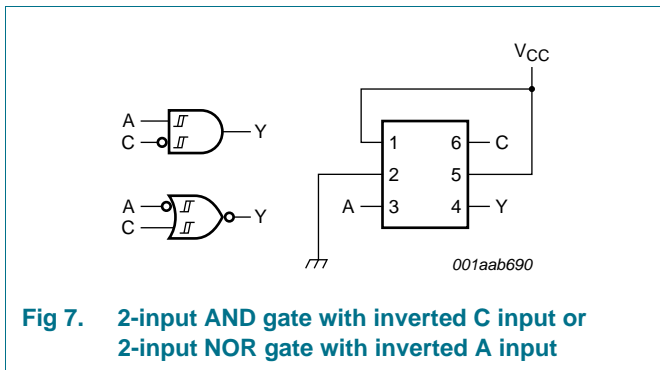 VCC
A
C
Y
A
C
Y
1
6
C
2
5
A
3
4
Y
001aab690
Fig 7. 2-input AND gate with inverted C input or
2-input NOR gate with inverted A input